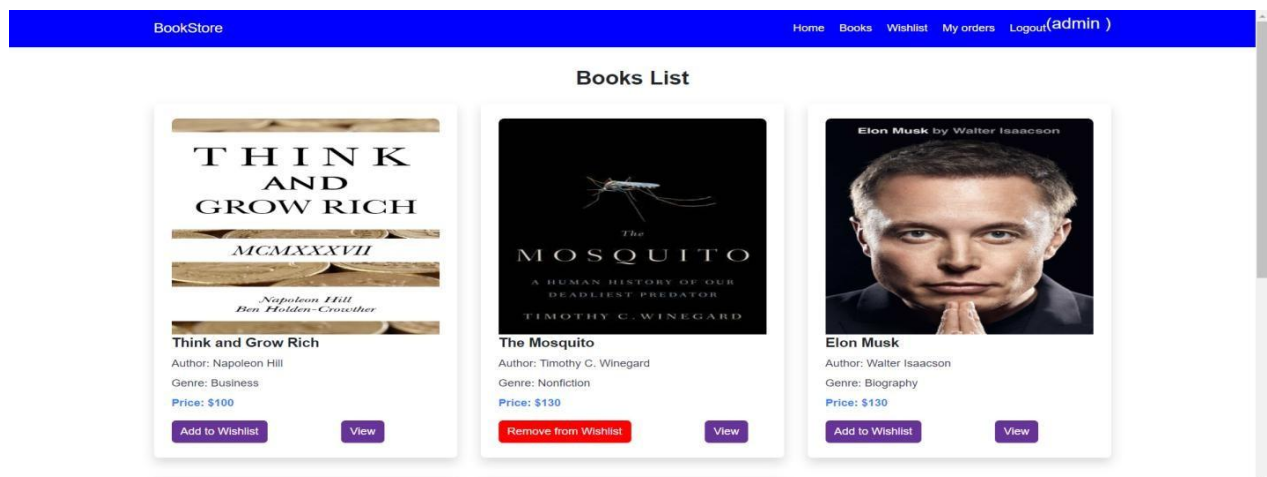 BookStore
Home Books Wishlist My orders Logout(admin )
Books List
THINK
AND
GROW RICH
MCMXXXVII
Napoleon Hill
Ben Holden-Crowther
Think and Grow Rich
Author: Napoleon Hill
Genre: Business
Price: $100
Add to Wishlist View
The
MOSQUITO
A HUMAN HISTORY OF OUR
DEADLIEST PREDATOR
TIMOTHY C. WINEGARD
The Mosquito
Author: Timothy C. Winegard
Genre: Nonfiction
Price: $130
Remove from Wishlist View
Elon Musk by Walter Isaacson
Elon Musk
Author: Walter Isaacson
Genre: Biography
Price: $130
Add to Wishlist View